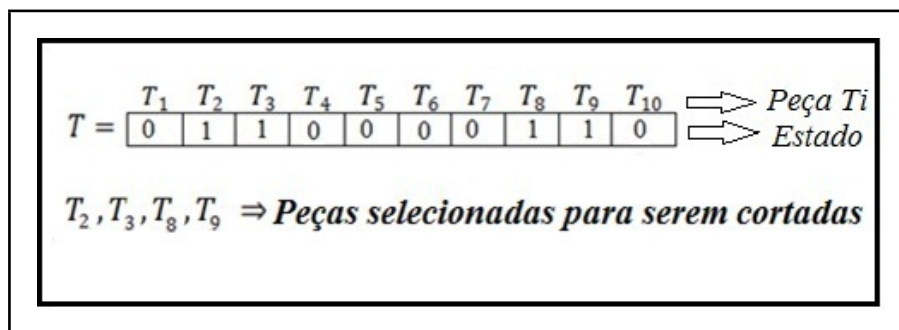 T₁ T₂ T₃ T₄ T₅ T₆ T₇ T₈ T₉ T₁₀ ⇨ Peça Ti
T = 0 1 1 0 0 0 0 1 1 0 ⇨ Estado
T₂, T₃, T₈, T₉ ⇒ Peças selecionadas para serem cortadas